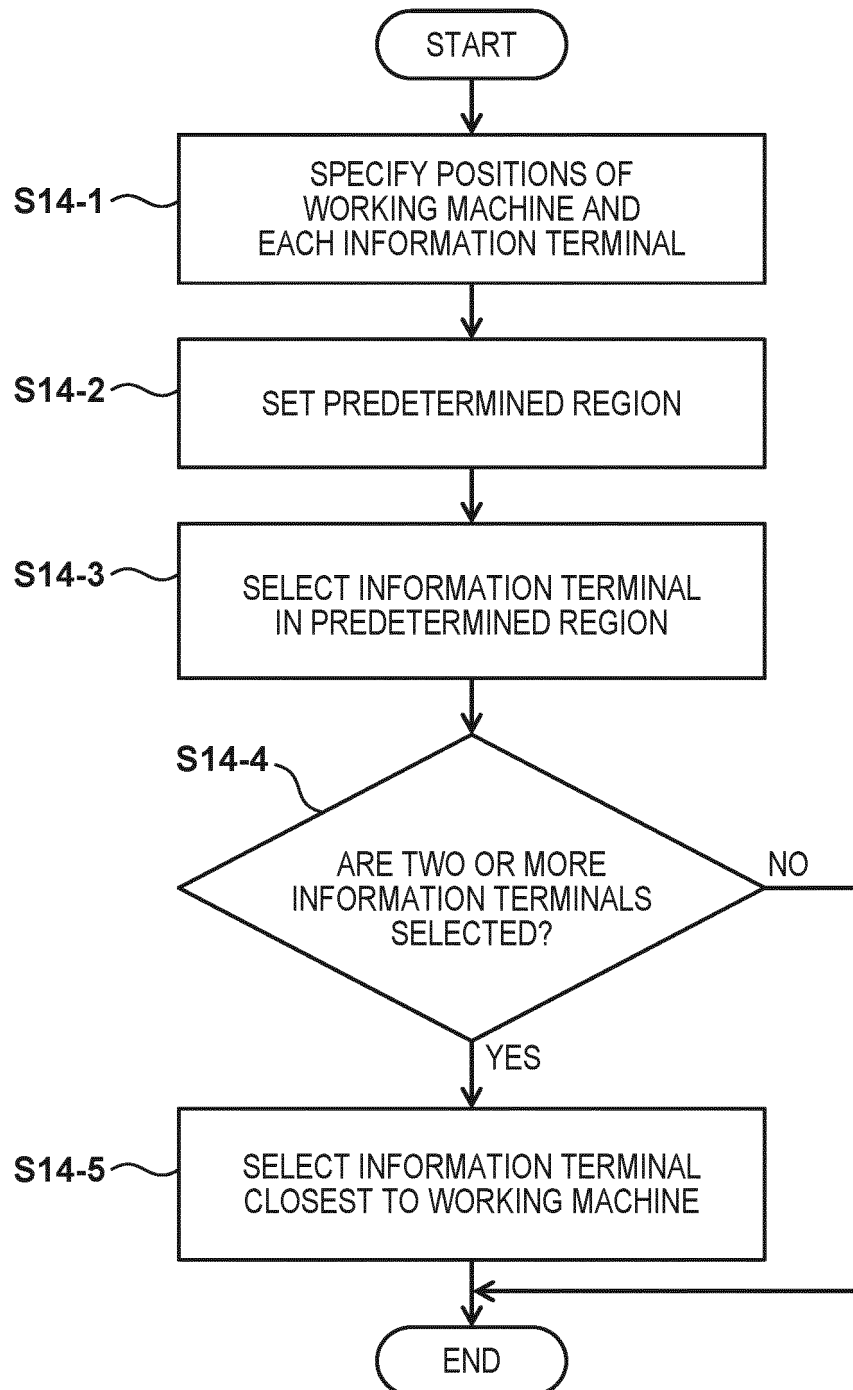 START
S14-1
SPECIFY POSITIONS OF
WORKING MACHINE AND
EACH INFORMATION TERMINAL
S14-2
SET PREDETERMINED REGION
S14-3
SELECT INFORMATION TERMINAL
IN PREDETERMINED REGION
S14-4
ARE TWO OR MORE
INFORMATION TERMINALS
SELECTED?
NO
YES
S14-5
SELECT INFORMATION TERMINAL
CLOSEST TO WORKING MACHINE
END